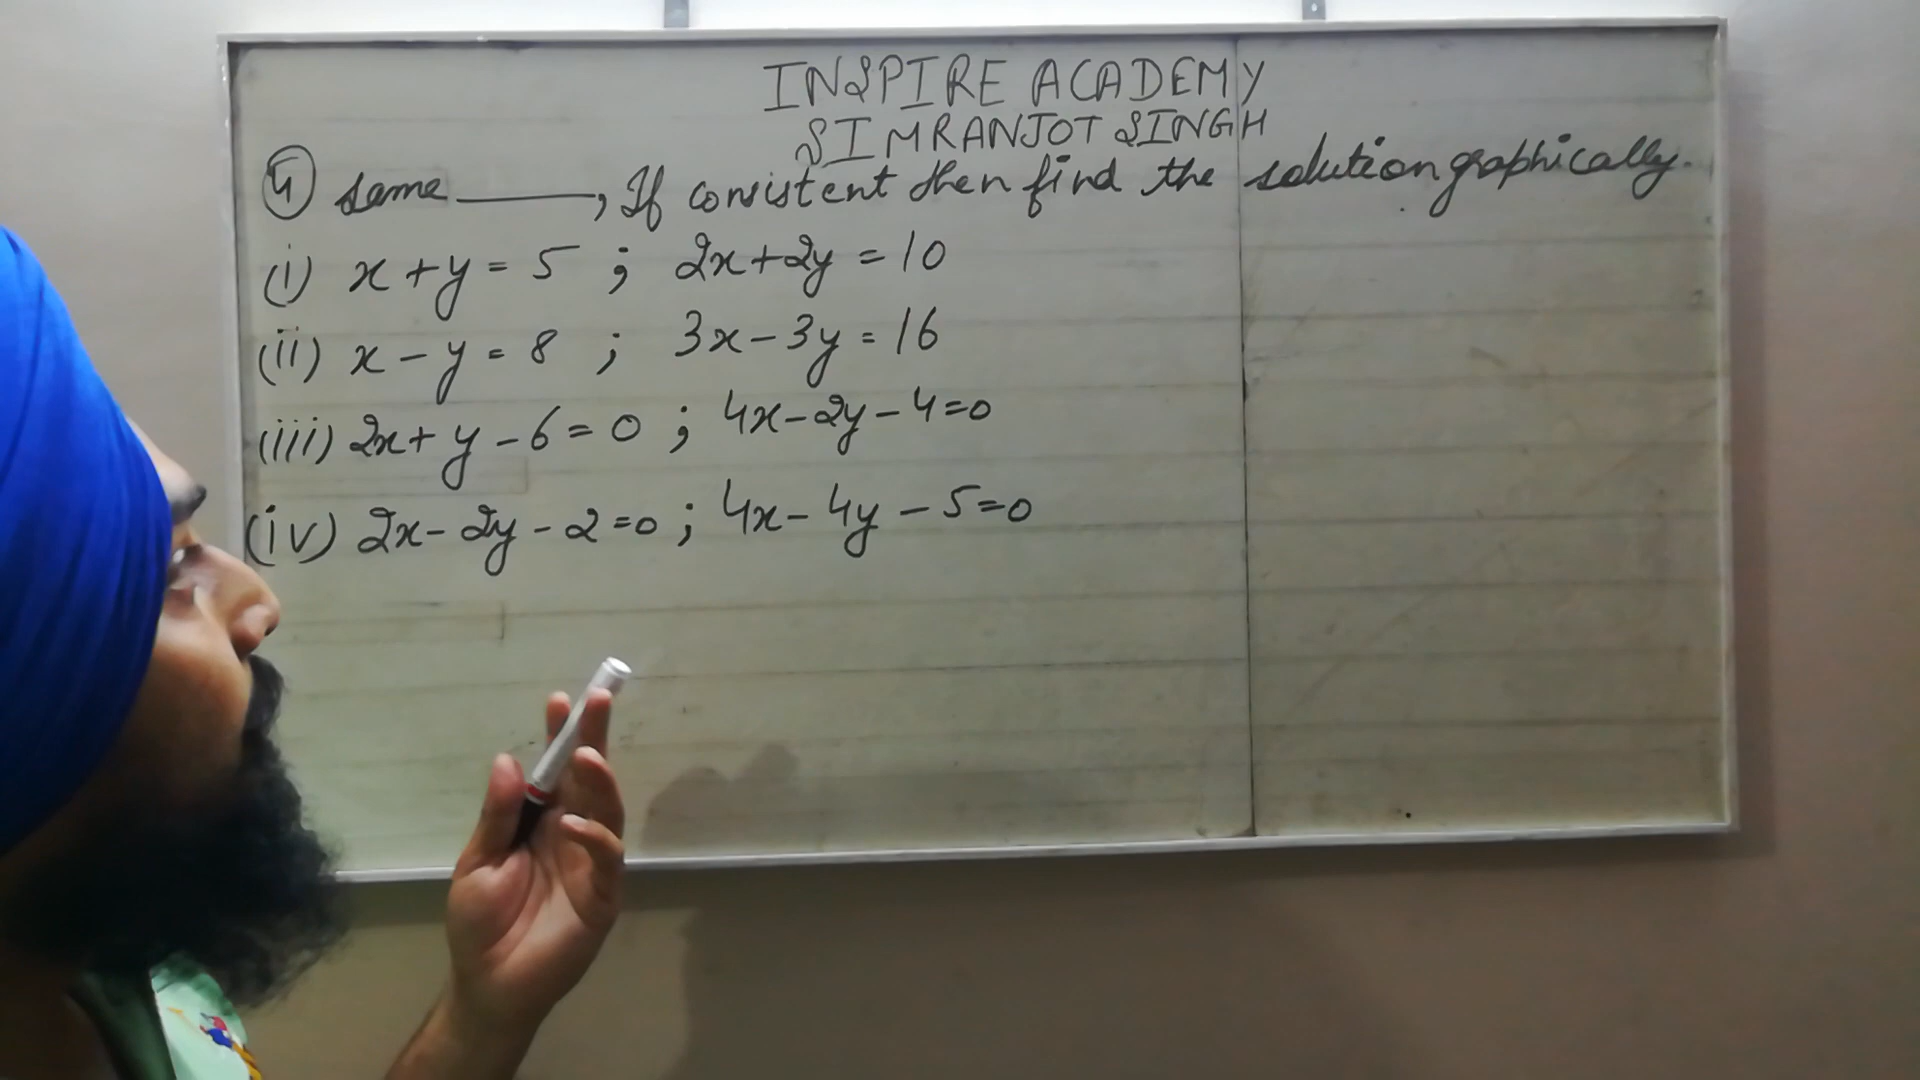 INSPIRE ACADEMY
SIMRANJOT SINGH
④ same ———, If consistent then find the solution graphically.
(i) x + y = 5 ; 2x + 2y = 10
(ii) x - y = 8 ; 3x - 3y = 16
(iii) 2x + y - 6 = 0 ; 4x - 2y - 4 = 0
(iv) 2x - 2y - 2 = 0 ; 4x - 4y - 5 = 0